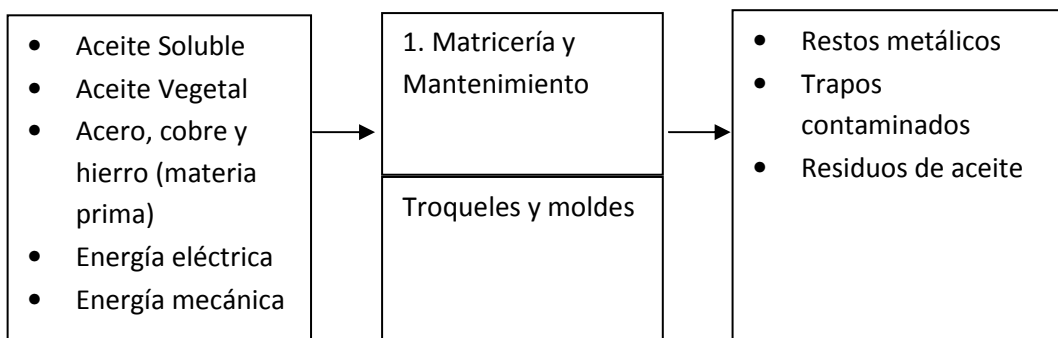 • Aceite Soluble
• Aceite Vegetal
• Acero, cobre y
hierro (materia
prima)
• Energía eléctrica
• Energía mecánica
1. Matricería y
Mantenimiento
Troqueles y moldes
• Restos metálicos
• Trapos
contaminados
• Residuos de aceite